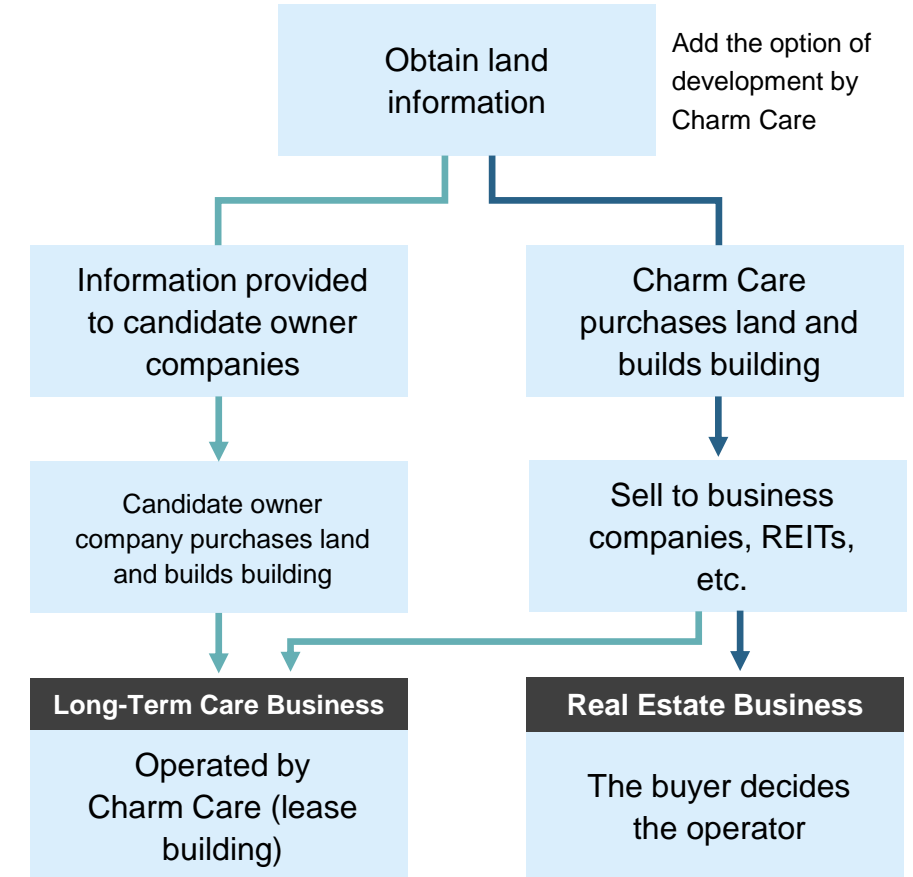 Obtain land
information
Add the option of
development by
Charm Care
Information provided
to candidate owner
companies
Charm Care
purchases land and
builds building
Candidate owner
company purchases land
and builds building
Sell to business
companies, REITs,
etc.
Long-Term Care Business
Operated by
Charm Care (lease
building)
Real Estate Business
The buyer decides
the operator